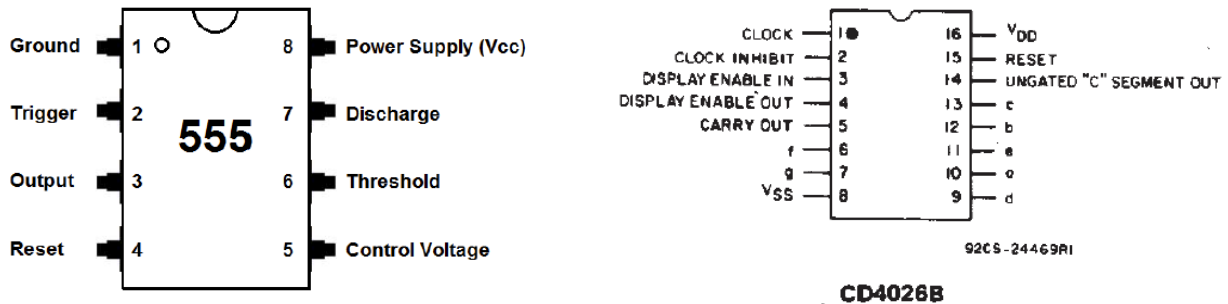 Ground 1 8 Power Supply (Vcc)
Trigger 2 7 Discharge
555
Output 3 6 Threshold
Reset 4 5 Control Voltage
CLOCK 1 16 VDD
CLOCK INHIBIT 2 15 RESET
DISPLAY ENABLE IN 3 14 UNGATED "C" SEGMENT OUT
DISPLAY ENABLE OUT 4 13 c
CARRY OUT 5 12 b
f 6 11 e
g 7 10 a
VSS 8 9 d
92CS-24469RI
CD4026B